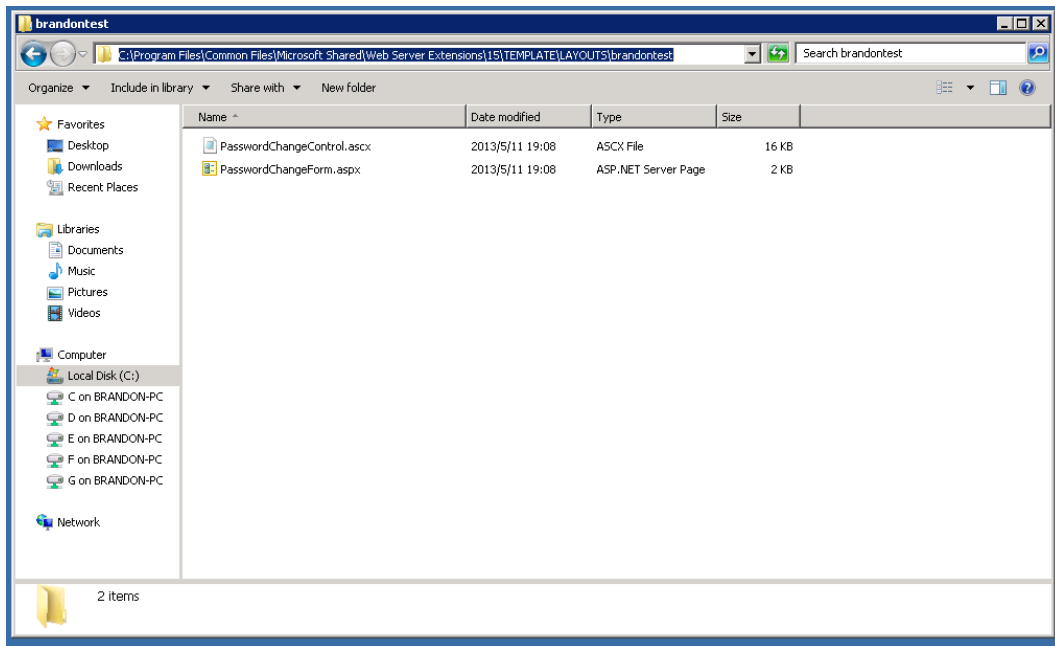 brandontest
C:\Program Files\Common Files\Microsoft Shared\Web Server Extensions\15\TEMPLATE\LAYOUTS\brandontest Search brandontest
Organize Include in library Share with New folder
Favorites
Desktop
Downloads
Recent Places
Libraries
Documents
Music
Pictures
Videos
Computer
Local Disk (C:)
C on BRANDON-PC
D on BRANDON-PC
E on BRANDON-PC
F on BRANDON-PC
G on BRANDON-PC
Network
Name Date modified Type Size
PasswordChangeControl.ascx 2013/5/11 19:08 ASCX File 16 KB
PasswordChangeForm.aspx 2013/5/11 19:08 ASP.NET Server Page 2 KB
2 items